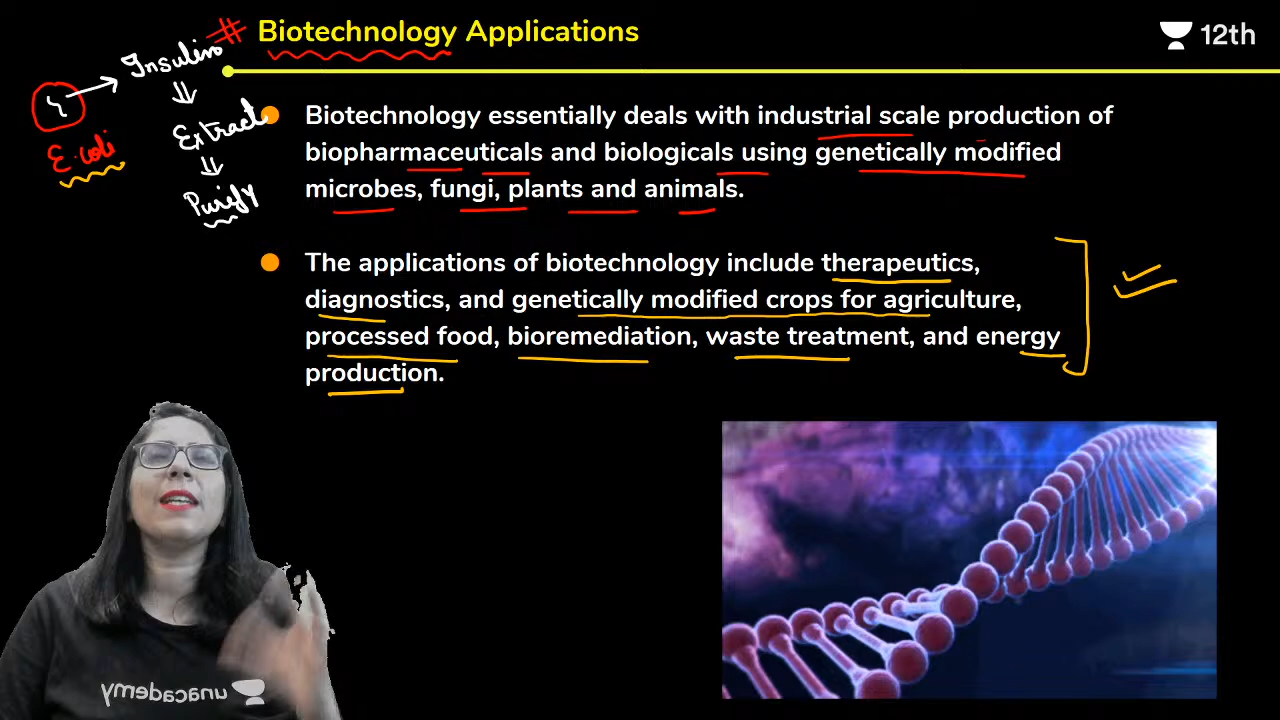 # Biotechnology Applications
12th
Insulin
E.coli
Extract
Purify
Biotechnology essentially deals with industrial scale production of
biopharmaceuticals and biologicals using genetically modified
microbes, fungi, plants and animals.
The applications of biotechnology include therapeutics,
diagnostics, and genetically modified crops for agriculture,
processed food, bioremediation, waste treatment, and energy
production.
unacademy